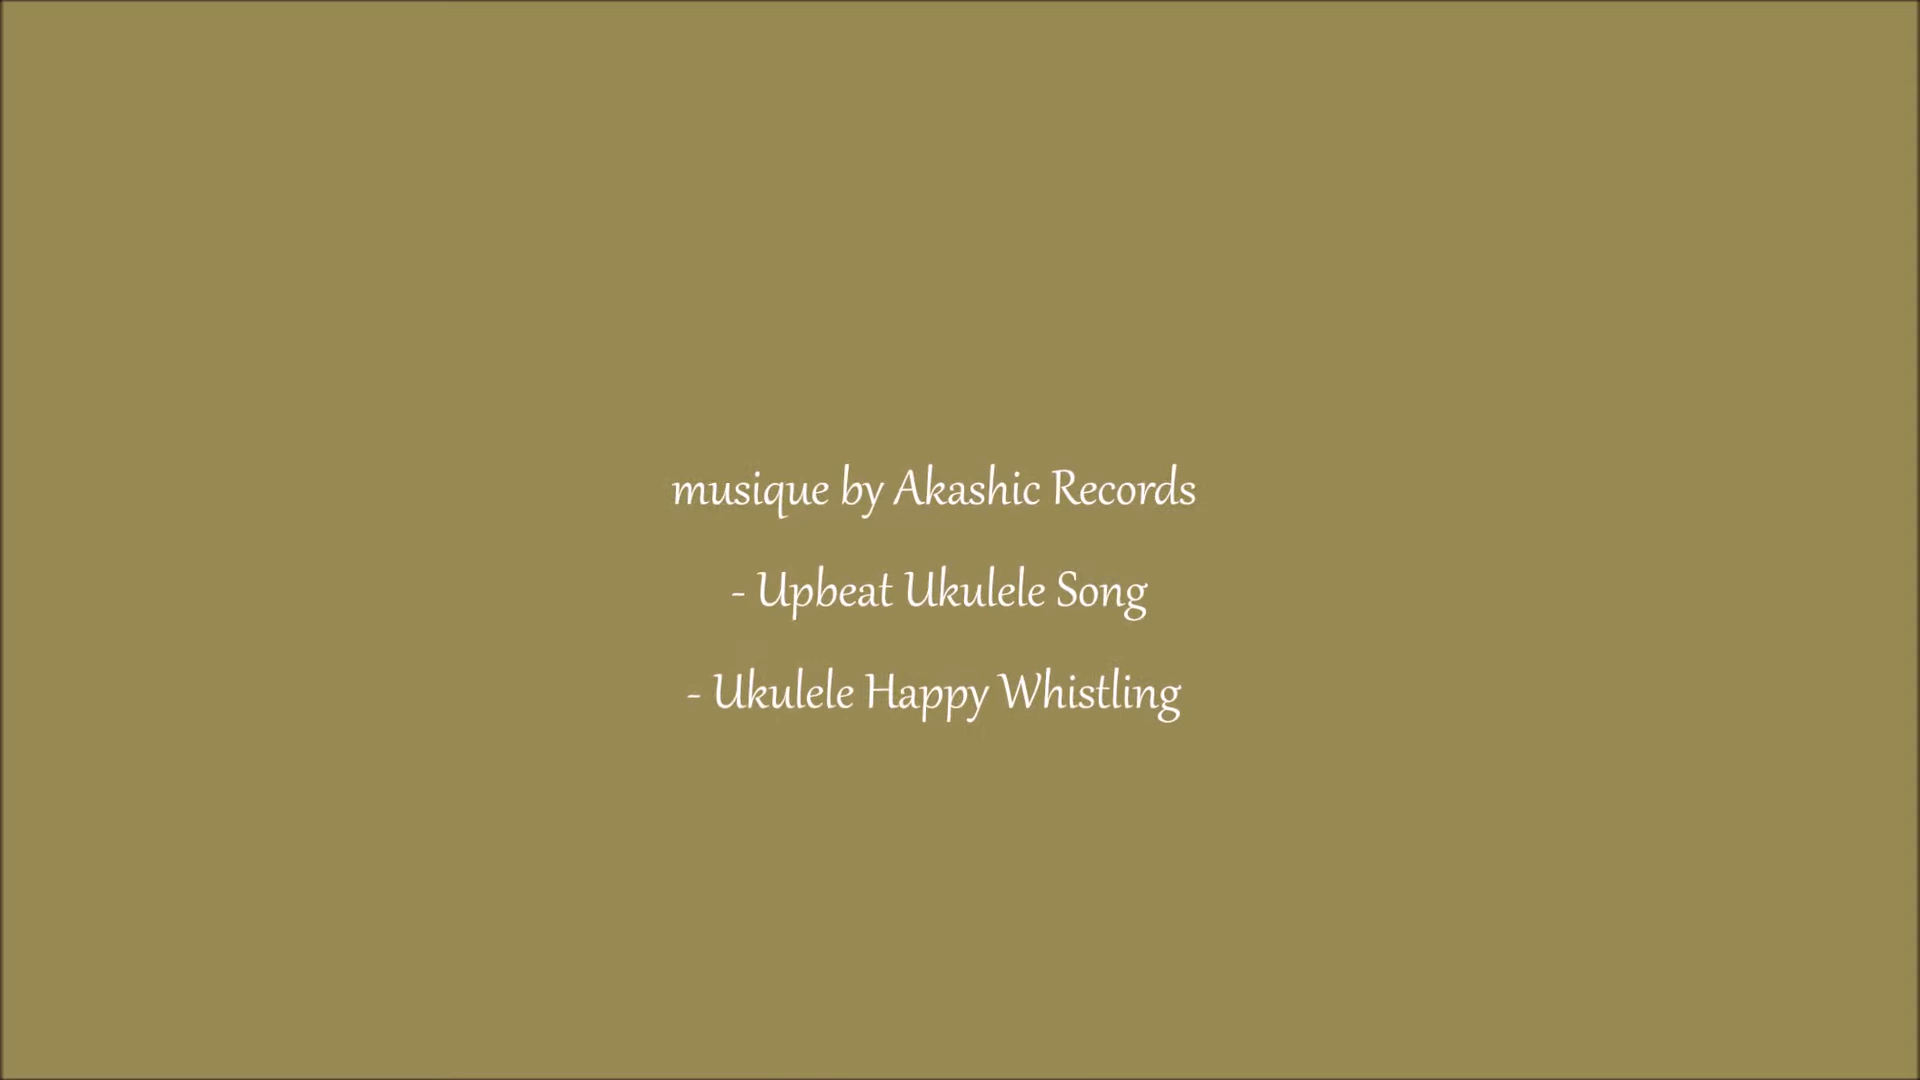 musique by Akashic Records
- Upbeat Ukulele Song
- Ukulele Happy Whistling